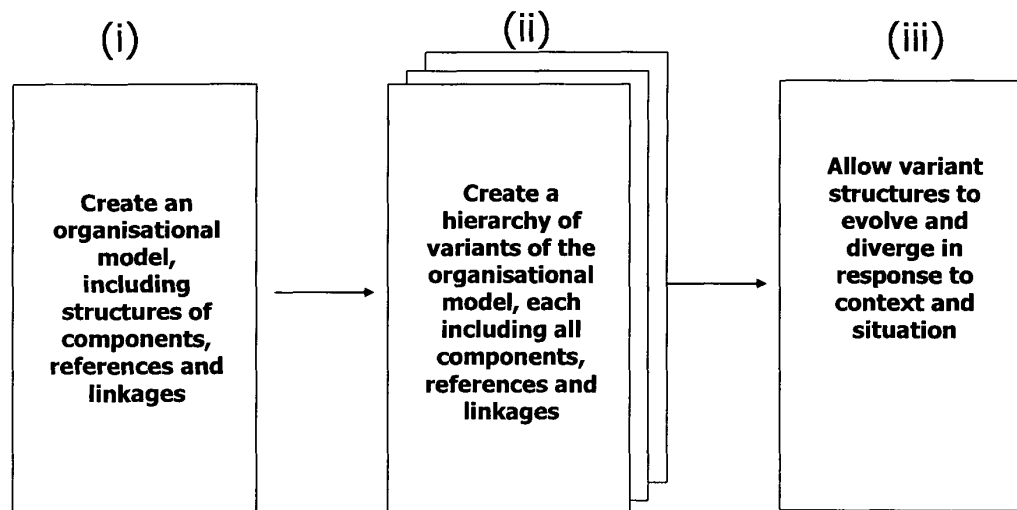 (i)
Create an
organisational
model,
including
structures of
components,
references and
linkages
(ii)
Create a
hierarchy of
variants of the
organisational
model, each
including all
components,
references and
linkages
(iii)
Allow variant
structures to
evolve and
diverge in
response to
context and
situation